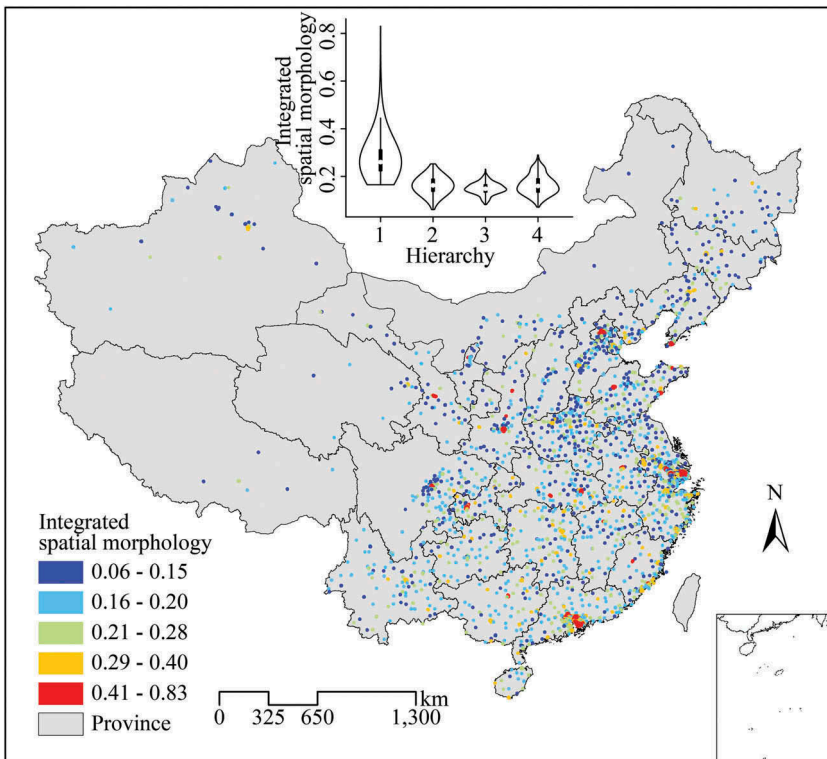 Integrated
spatial morphology
0.8
0.6
0.4
0.2
1 2 3 4
Hierarchy
N
Integrated
spatial morphology
0.06 - 0.15
0.16 - 0.20
0.21 - 0.28
0.29 - 0.40
0.41 - 0.83
Province
km
0 325 650 1,300